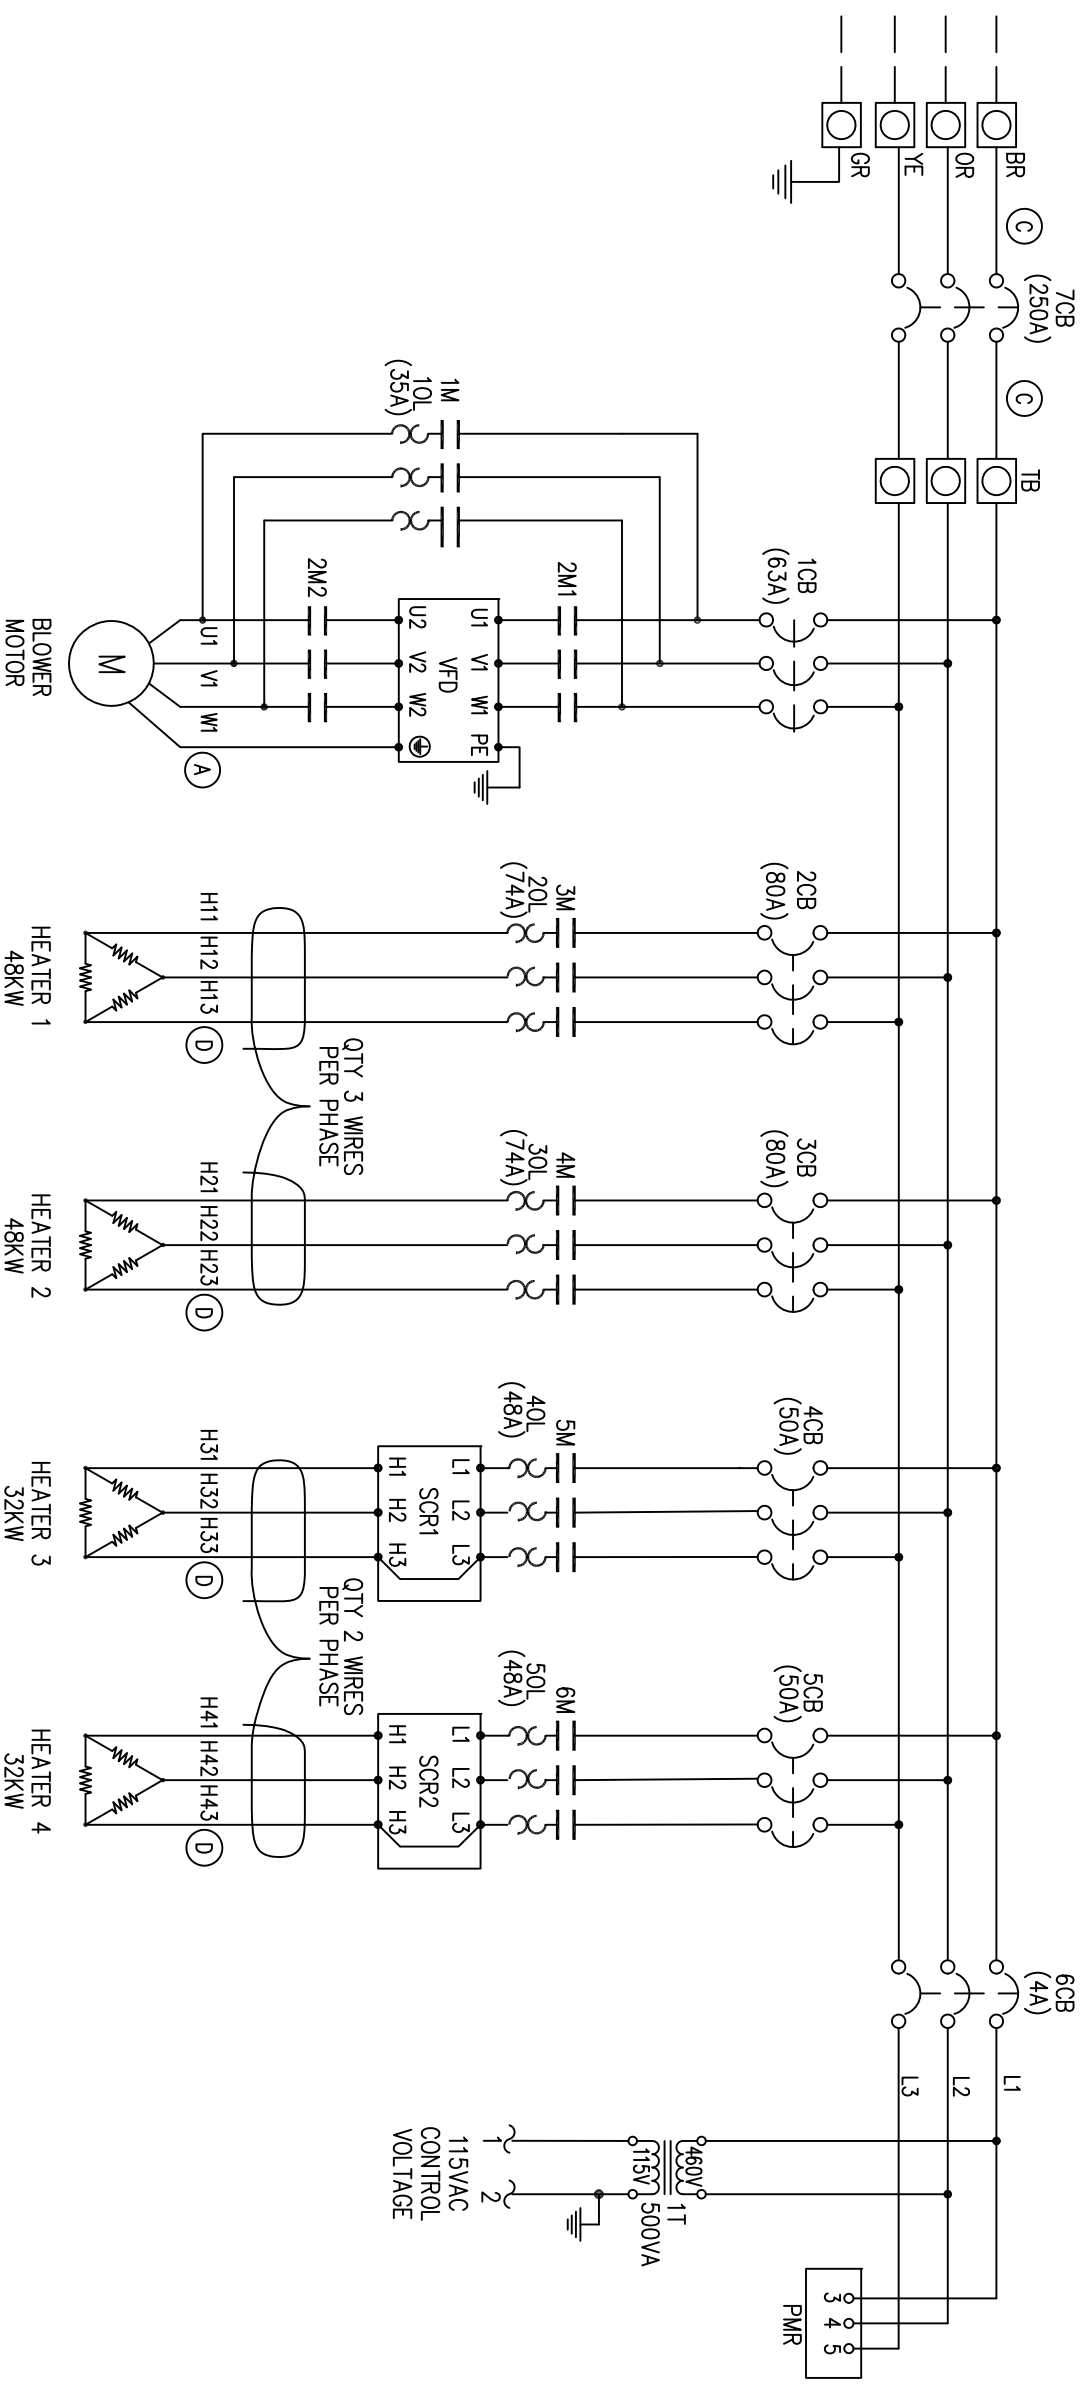 BR
OR
YE
GR
C
7CB
(250A)
C
TB
1CB
(63A)
1M
1OL
(35A)
2M1
2M2
U1
V1
W1
PE
VFD
U2
V2
W2
U1
V1
W1
A
M
BLOWER
MOTOR
2CB
(80A)
3M
2OL
(74A)
H11
H12
H13
D
HEATER 1
48KW
QTY 3 WIRES
PER PHASE
3CB
(80A)
4M
3OL
(74A)
H21
H22
H23
D
HEATER 2
48KW
4CB
(50A)
5M
4OL
(48A)
L1
L2
L3
SCR1
H1
H2
H3
H31
H32
H33
D
HEATER 3
32KW
QTY 2 WIRES
PER PHASE
5CB
(50A)
6M
5OL
(48A)
L1
L2
L3
SCR2
H1
H2
H3
H41
H42
H43
D
HEATER 4
32KW
6CB
(4A)
L1
L2
L3
460V
115V
1T
500VA
1
2
115VAC
CONTROL
VOLTAGE
3
4
5
PMR